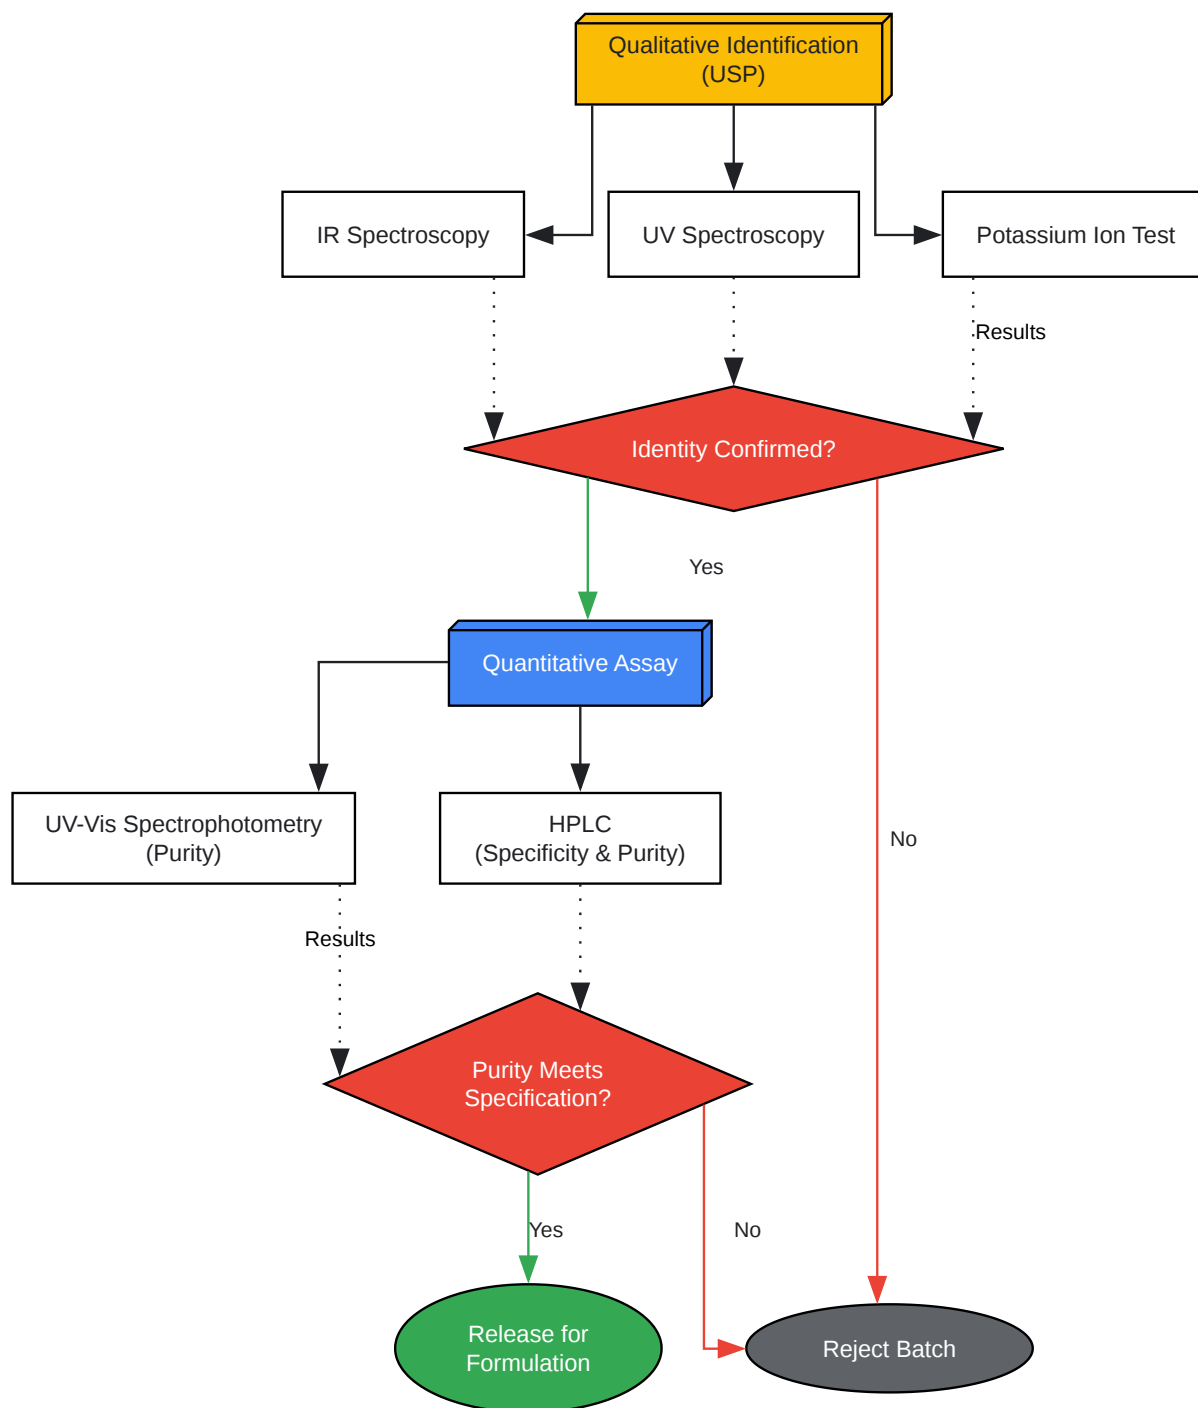 Qualitative Identification
(USP)
IR Spectroscopy
UV Spectroscopy
Potassium Ion Test
Results
Identity Confirmed?
Yes
Quantitative Assay
UV-Vis Spectrophotometry
(Purity)
HPLC
(Specificity & Purity)
No
Results
Purity Meets
Specification?
Yes
No
Release for
Formulation
Reject Batch